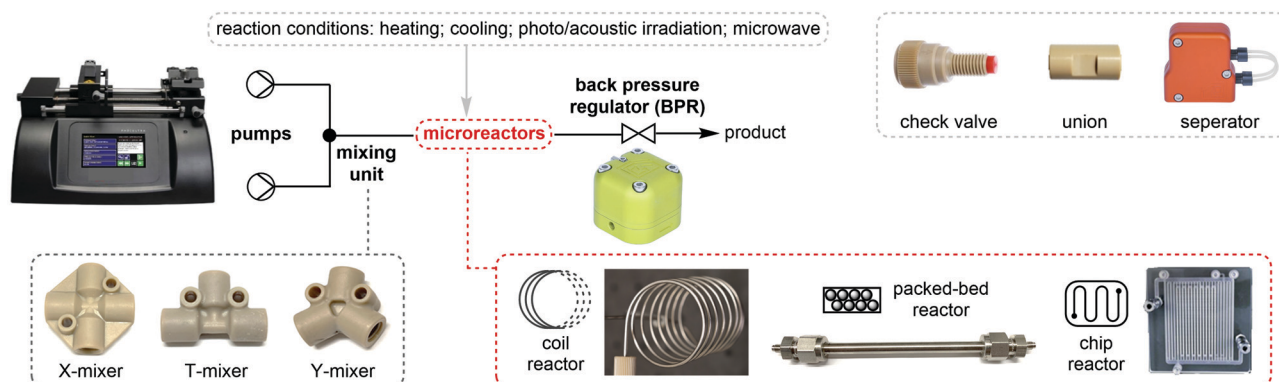 reaction conditions: heating; cooling; photo/acoustic irradiation; microwave
pumps
mixing
unit
microreactors
back pressure
regulator (BPR)
product
check valve
union
seperator
X-mixer
T-mixer
Y-mixer
coil
reactor
packed-bed
reactor
chip
reactor